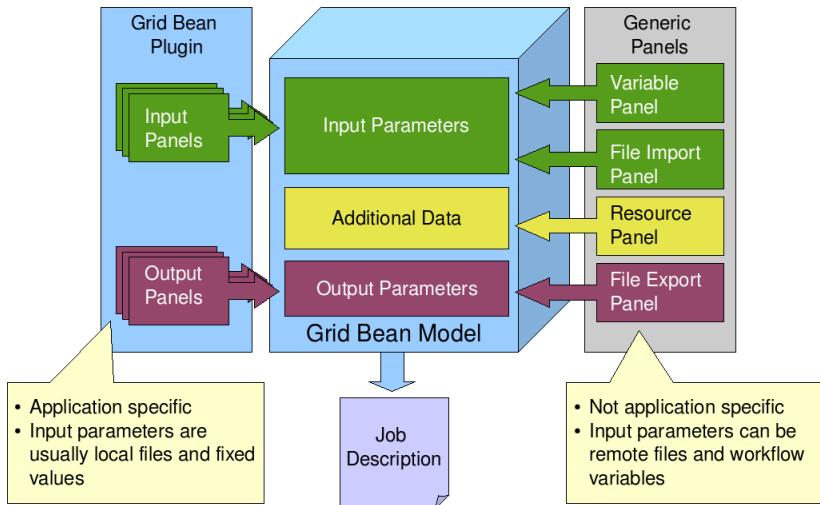 Grid Bean
Plugin
Input
Panels
Output
Panels
Input Parameters
Additional Data
Output Parameters
Grid Bean Model
Generic
Panels
Variable
Panel
File Import
Panel
Resource
Panel
File Export
Panel
• Application specific
• Input parameters are
usually local files and fixed
values
Job
Description
• Not application specific
• Input parameters can be
remote files and workflow
variables